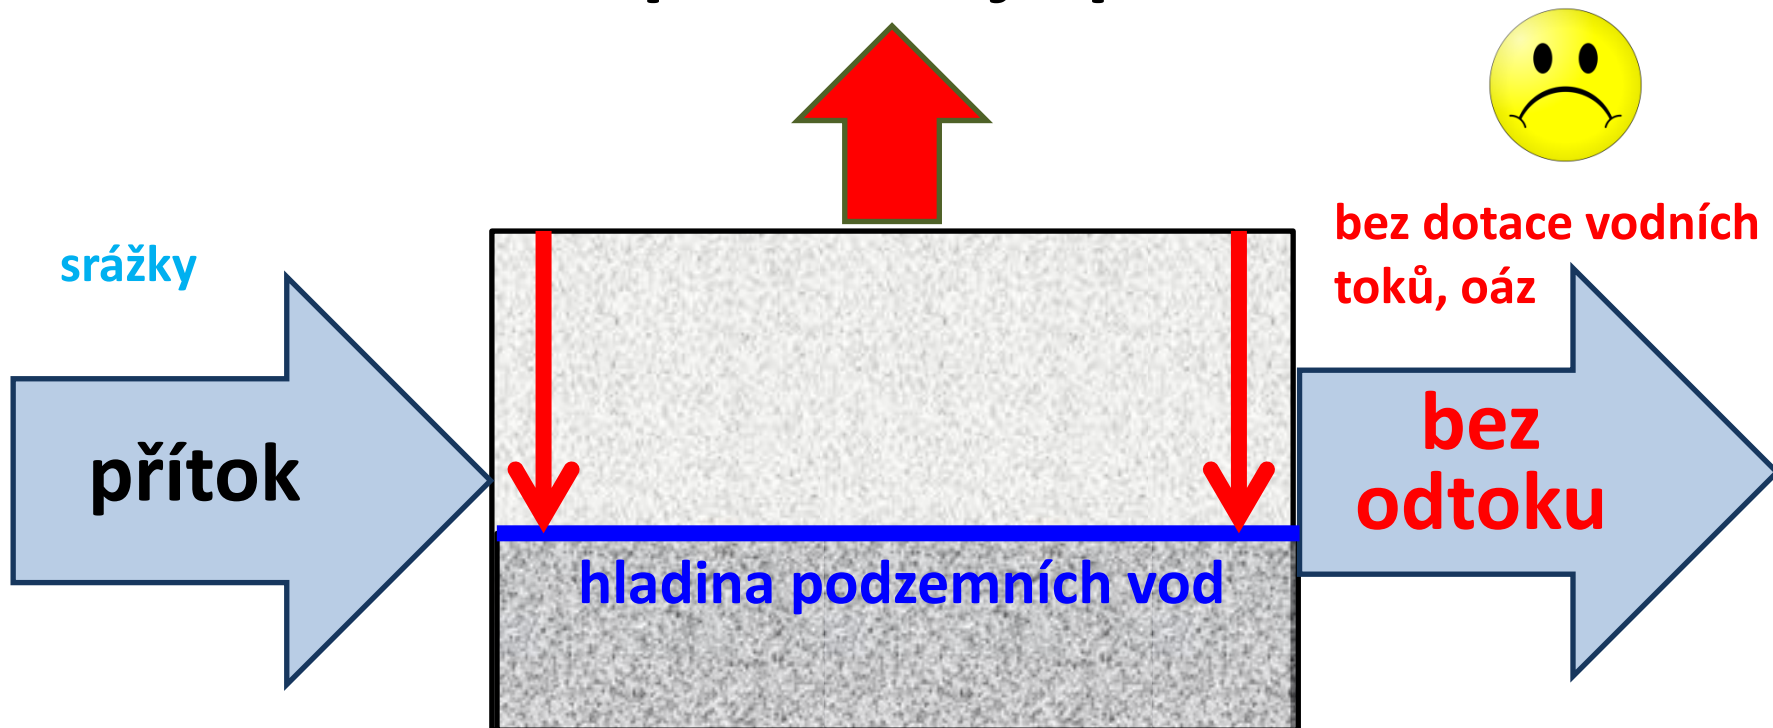 srážky
přítok
hladina podzemních vod
bez dotace vodních
toků, oáz
bez
odtoku